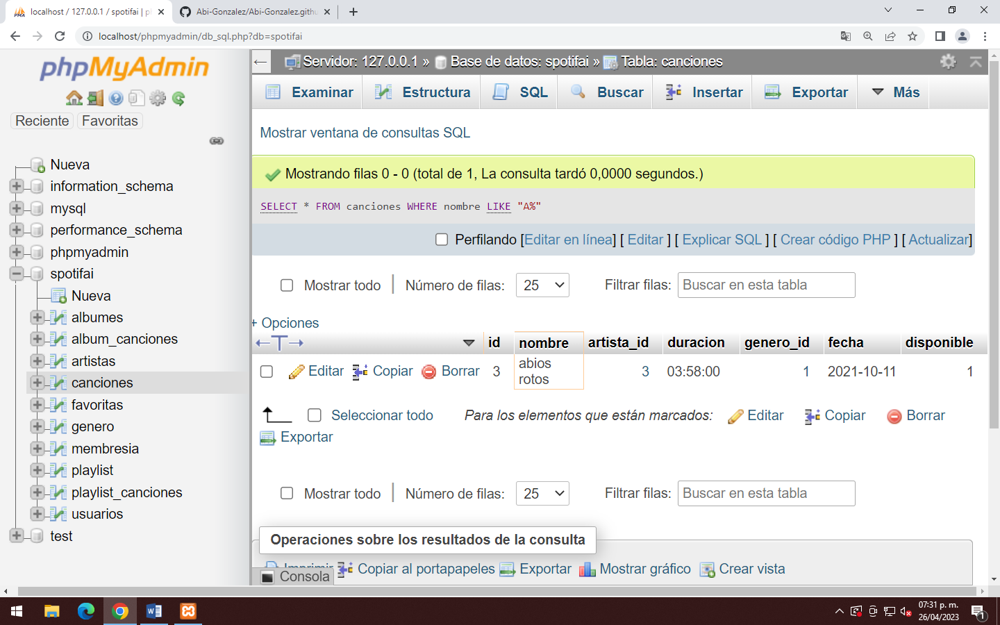 localhost / 127.0.0.1 / spotifai | p
Abi-Gonzalez/Abi-Gonzalez.githu
localhost/phpmyadmin/db_sql.php?db=spotifai
phpMyAdmin
Reciente Favoritas
Nueva
information_schema
mysql
performance_schema
phpmyadmin
spotifai
Nueva
albumes
album_canciones
artistas
canciones
favoritas
genero
membresia
playlist
playlist_canciones
usuarios
test
Servidor: 127.0.0.1 » Base de datos: spotifai » Tabla: canciones
Examinar Estructura SQL Buscar Insertar Exportar Más
Mostrar ventana de consultas SQL
Mostrando filas 0 - 0 (total de 1, La consulta tardó 0,0000 segundos.)
SELECT * FROM canciones WHERE nombre LIKE "A%"
Perfilando [Editar en línea] [ Editar ] [ Explicar SQL ] [ Crear código PHP ] [ Actualizar]
Mostrar todo | Número de filas: 25 Filtrar filas: Buscar en esta tabla
+ Opciones
←T→ id nombre artista_id duracion genero_id fecha disponible
Editar Copiar Borrar 3 abios rotos 3 03:58:00 1 2021-10-11 1
Seleccionar todo Para los elementos que están marcados: Editar Copiar Borrar
Exportar
Mostrar todo | Número de filas: 25 Filtrar filas: Buscar en esta tabla
Operaciones sobre los resultados de la consulta
Imprimir Copiar al portapapeles Exportar Mostrar gráfico Crear vista
Consola
07:31 p. m.
26/04/2023
1